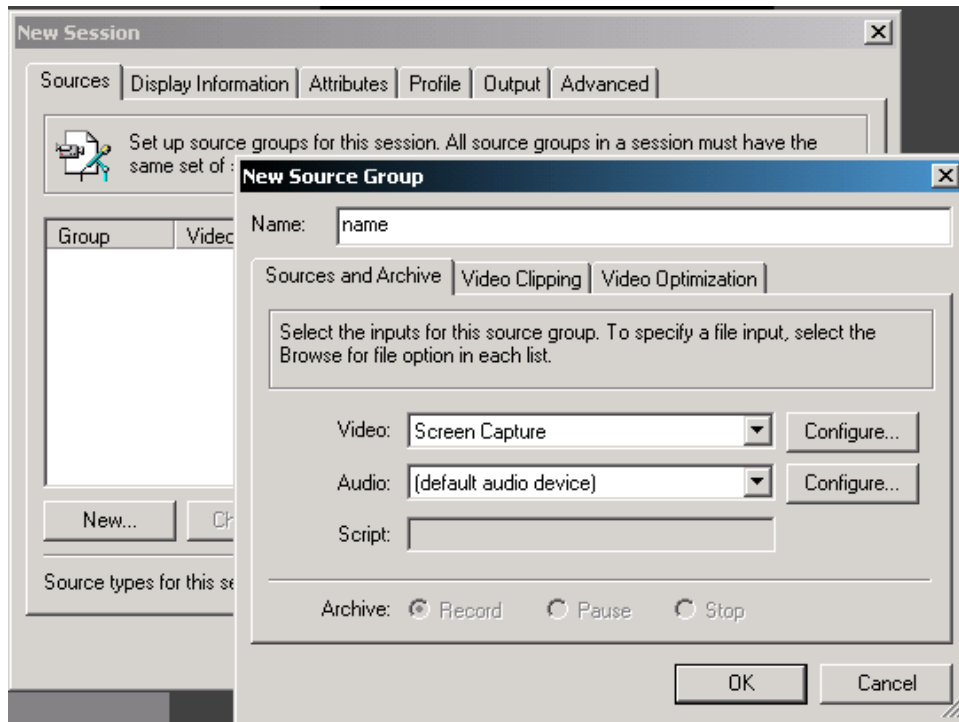 New Session
Sources Display Information Attributes Profile Output Advanced
Set up source groups for this session. All source groups in a session must have the
same set of
New Source Group
Name: name
Group
Sources and Archive Video Clipping Video Optimization
Select the inputs for this source group. To specify a file input, select the
Browse for file option in each list.
Video: Screen Capture Configure...
Audio: (default audio device) Configure...
New...
Script:
Source types for this
Archive: Record Pause Stop
OK Cancel